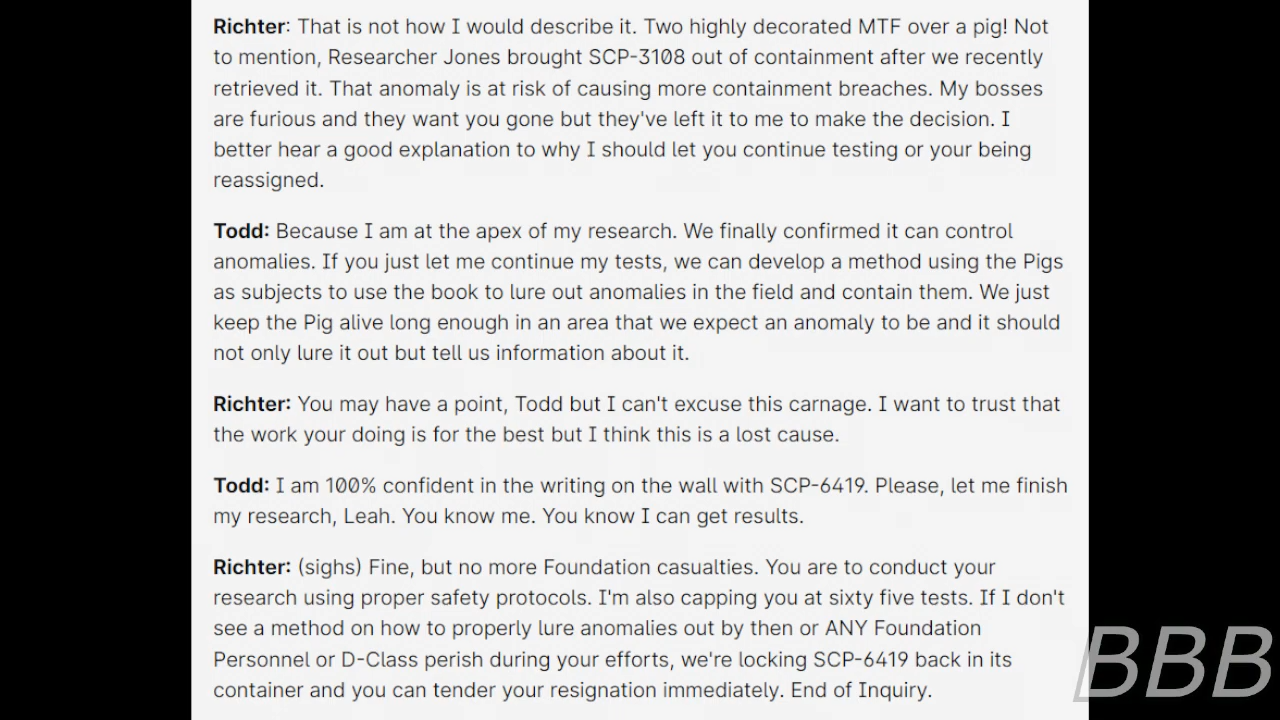 Richter: That is not how I would describe it. Two highly decorated MTF over a pig! Not
to mention, Researcher Jones brought SCP-3108 out of containment after we recently
retrieved it. That anomaly is at risk of causing more containment breaches. My bosses
are furious and they want you gone but they've left it to me to make the decision. I
better hear a good explanation to why I should let you continue testing or your being
reassigned.
Todd: Because I am at the apex of my research. We finally confirmed it can control
anomalies. If you just let me continue my tests, we can develop a method using the Pigs
as subjects to use the book to lure out anomalies in the field and contain them. We just
keep the Pig alive long enough in an area that we expect an anomaly to be and it should
not only lure it out but tell us information about it.
Richter: You may have a point, Todd but I can't excuse this carnage. I want to trust that
the work your doing is for the best but I think this is a lost cause.
Todd: I am 100% confident in the writing on the wall with SCP-6419. Please, let me finish
my research, Leah. You know me. You know I can get results.
Richter: (sighs) Fine, but no more Foundation casualties. You are to conduct your
research using proper safety protocols. I'm also capping you at sixty five tests. If I don't
see a method on how to properly lure anomalies out by then or ANY Foundation
Personnel or D-Class perish during your efforts, we're locking SCP-6419 back in its
container and you can tender your resignation immediately. End of Inquiry.
BBB